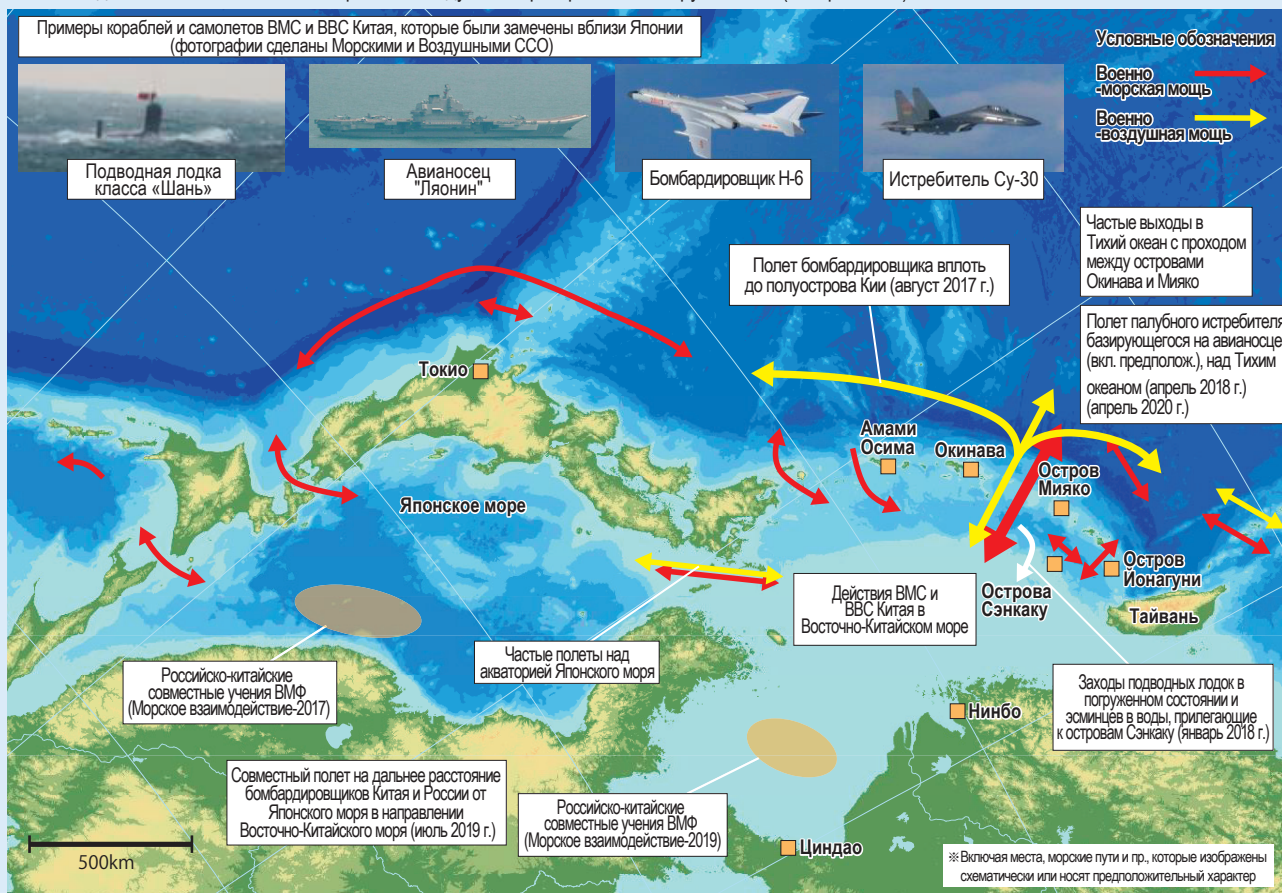 Примеры кораблей и самолетов ВМС и ВВС Китая, которые были замечены вблизи Японии
(фотографии сделаны Морскими и Воздушными ССО)
Условные обозначения
Военно
-морская мощь
Военно
-воздушная мощь
Подводная лодка
класса «Шань»
Авианосец
"Ляонин"
Бомбардировщик H-6
Истребитель Су-30
Частые выходы в
Тихий океан с проходом
между островами
Окинава и Мияко
Полет бомбардировщика вплоть
до полуострова Кии (август 2017 г.)
Полет палубного истребителя
базирующегося на авианосце
(вкл. предполож.), над Тихим
океаном (апрель 2018 г.)
(апрель 2020 г.)
Токио
Амами
Осима
Окинава
Остров
Мияко
Японское море
Остров
Йонагуни
Острова
Сэнкаку
Тайвань
Действия ВМС и
ВВС Китая в
Восточно-Китайском море
Частые полеты над
акваторией Японского моря
Российско-китайские
совместные учения ВМФ
(Морское взаимодействие-2017)
Заходы подводных лодок в
погруженном состоянии и
эсминцев в воды, прилегающие
к островам Сэнкаку (январь 2018 г.)
Нинбо
Совместный полет на дальнее расстояние
бомбардировщиков Китая и России от
Японского моря в направлении
Восточно-Китайского моря (июль 2019 г.)
Российско-китайские
совместные учения ВМФ
(Морское взаимодействие-2019)
Циндао
500km
※Включая места, морские пути и пр., которые изображены
схематически или носят предположительный характер